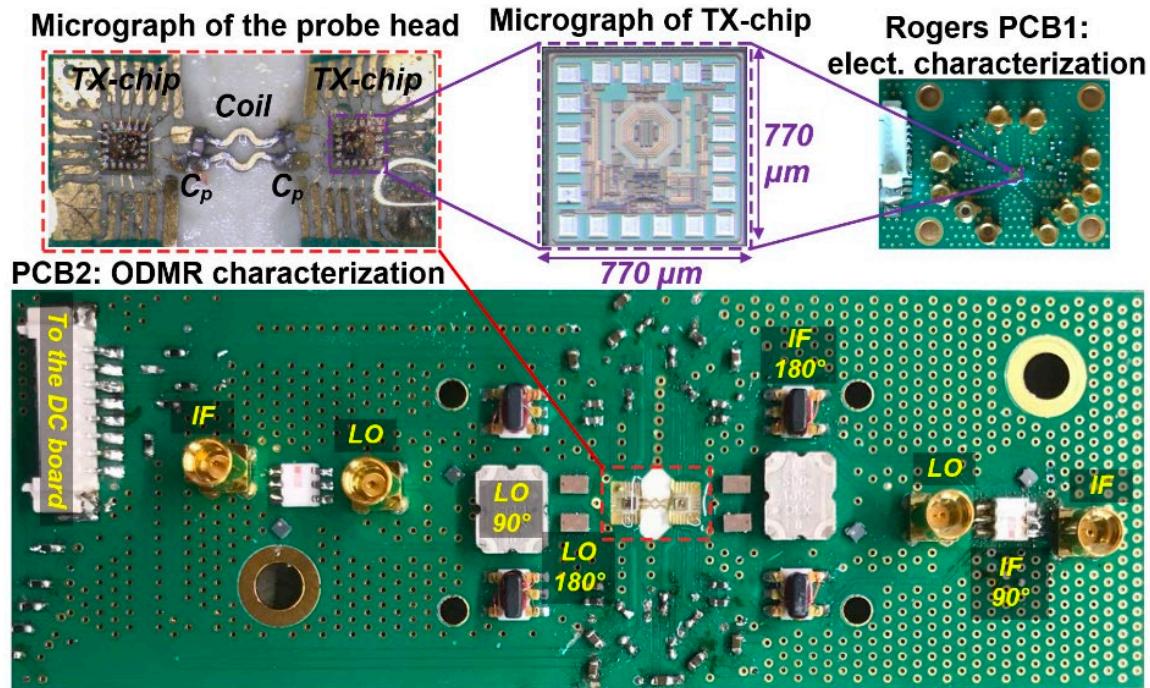 Micrograph of the probe head
Micrograph of TX-chip
Rogers PCB1:
elect. characterization
TX-chip
TX-chip
Coil
Cp
Cp
770
µm
770 µm
PCB2: ODMR characterization
To the DC board
IF
LO
LO
90°
LO
180°
IF
180°
LO
IF
IF
90°